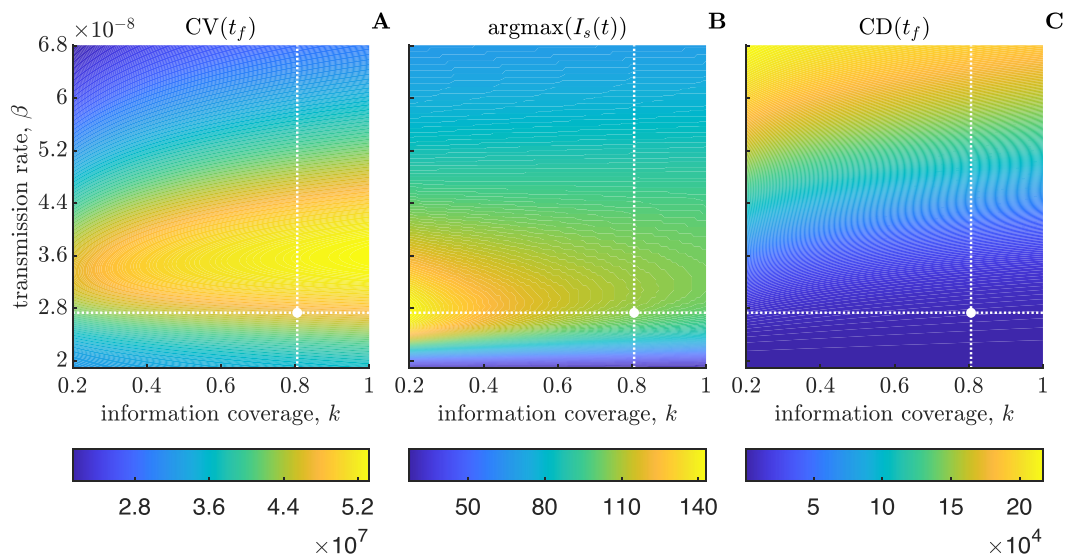 ×10⁻⁸ CV(t_f) A argmax(I_s(t)) B CD(t_f) C
6.8
6
5.2
4.4
3.6
2.8
2
transmission rate, β
0.2 0.4 0.6 0.8 1 0.2 0.4 0.6 0.8 1 0.2 0.4 0.6 0.8 1
information coverage, k information coverage, k information coverage, k
2.8 3.6 4.4 5.2 50 80 110 140 5 10 15 20
×10⁷ ×10⁴